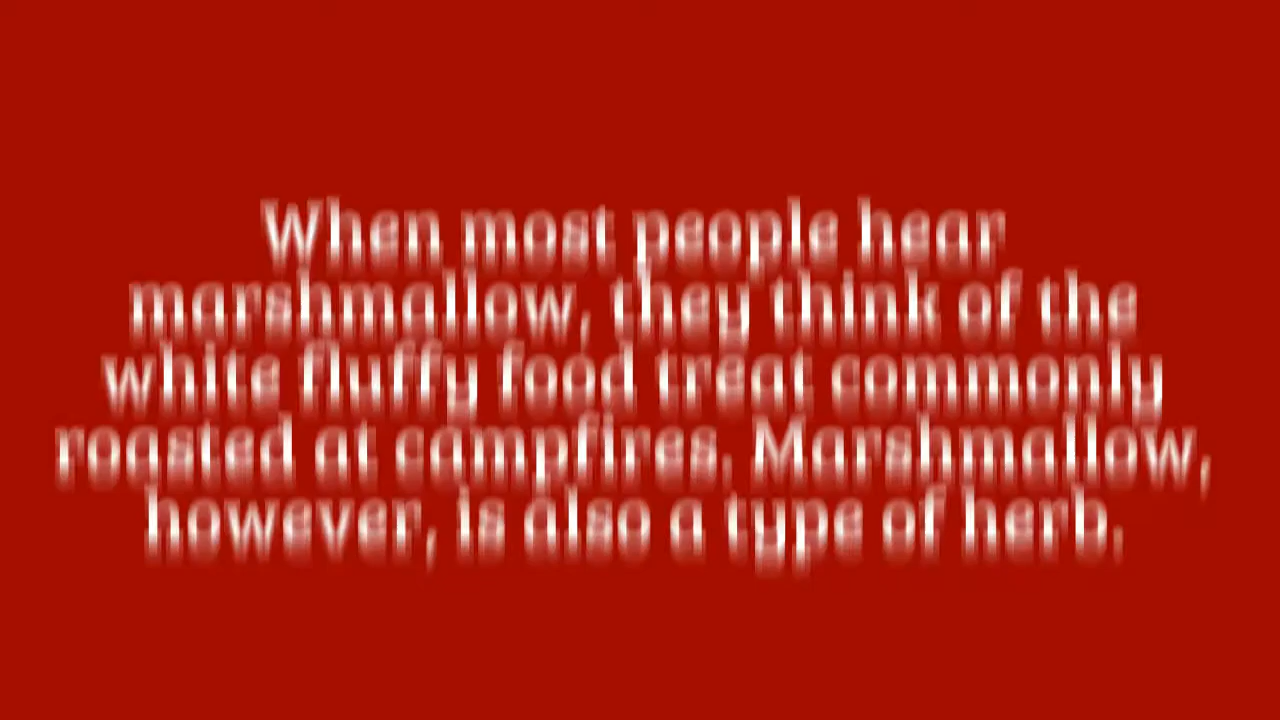 When most people hear
marshmallow, they think of the
white fluffy food treat commonly
roasted at campfires. Marshmallow,
however, is also a type of herb.